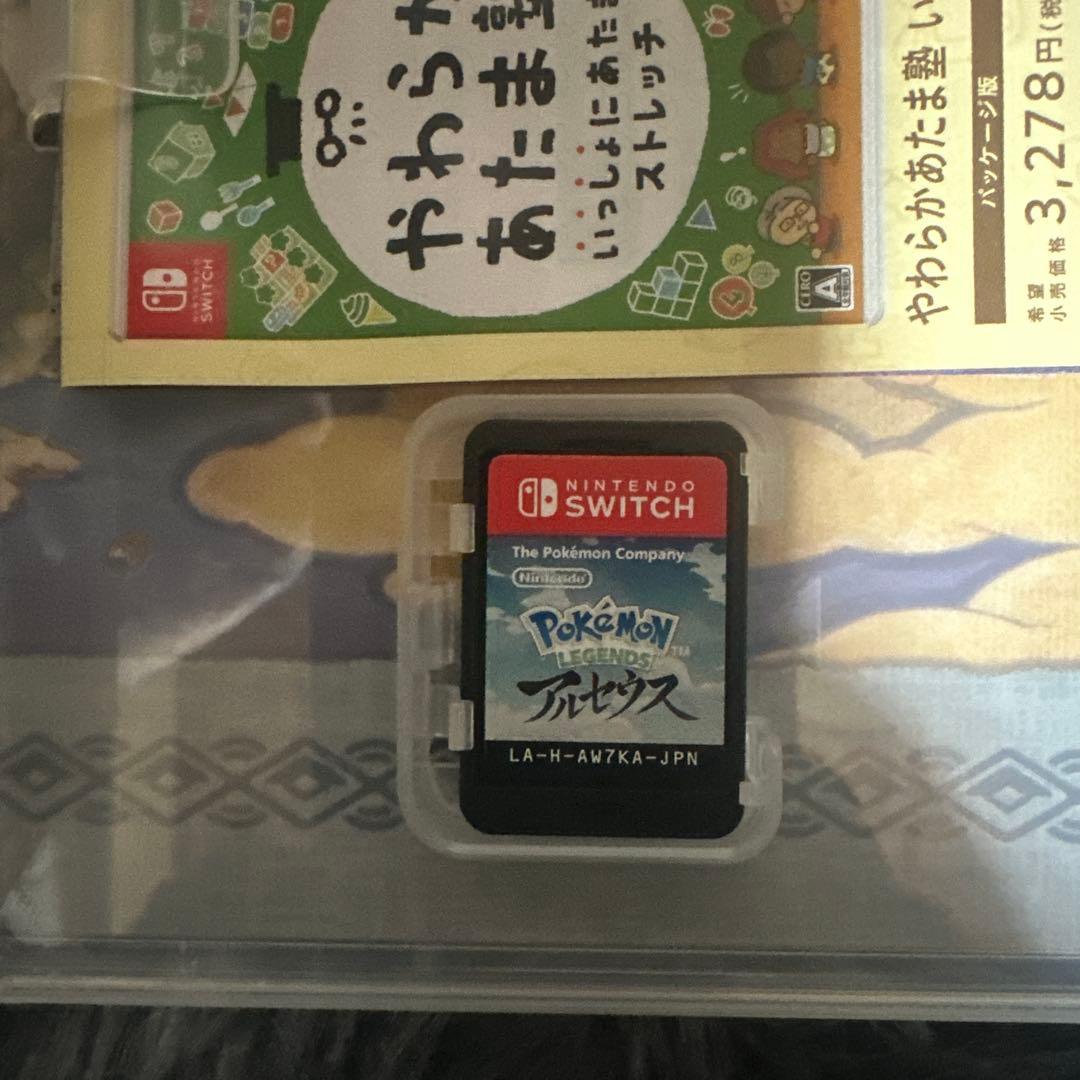 やわらか
あたま塾
いっしょにあたま
ストレッチ
NINTENDO
SWITCH
CERO
A
やわらかあたま塾 い
パッケージ版
希望
小売価格
3,278円(税
NINTENDO
SWITCH
The Pokémon Company
Nintendo
POKÉMON
LEGENDS
TM
アルセウス
LA-H-AW7KA-JPN